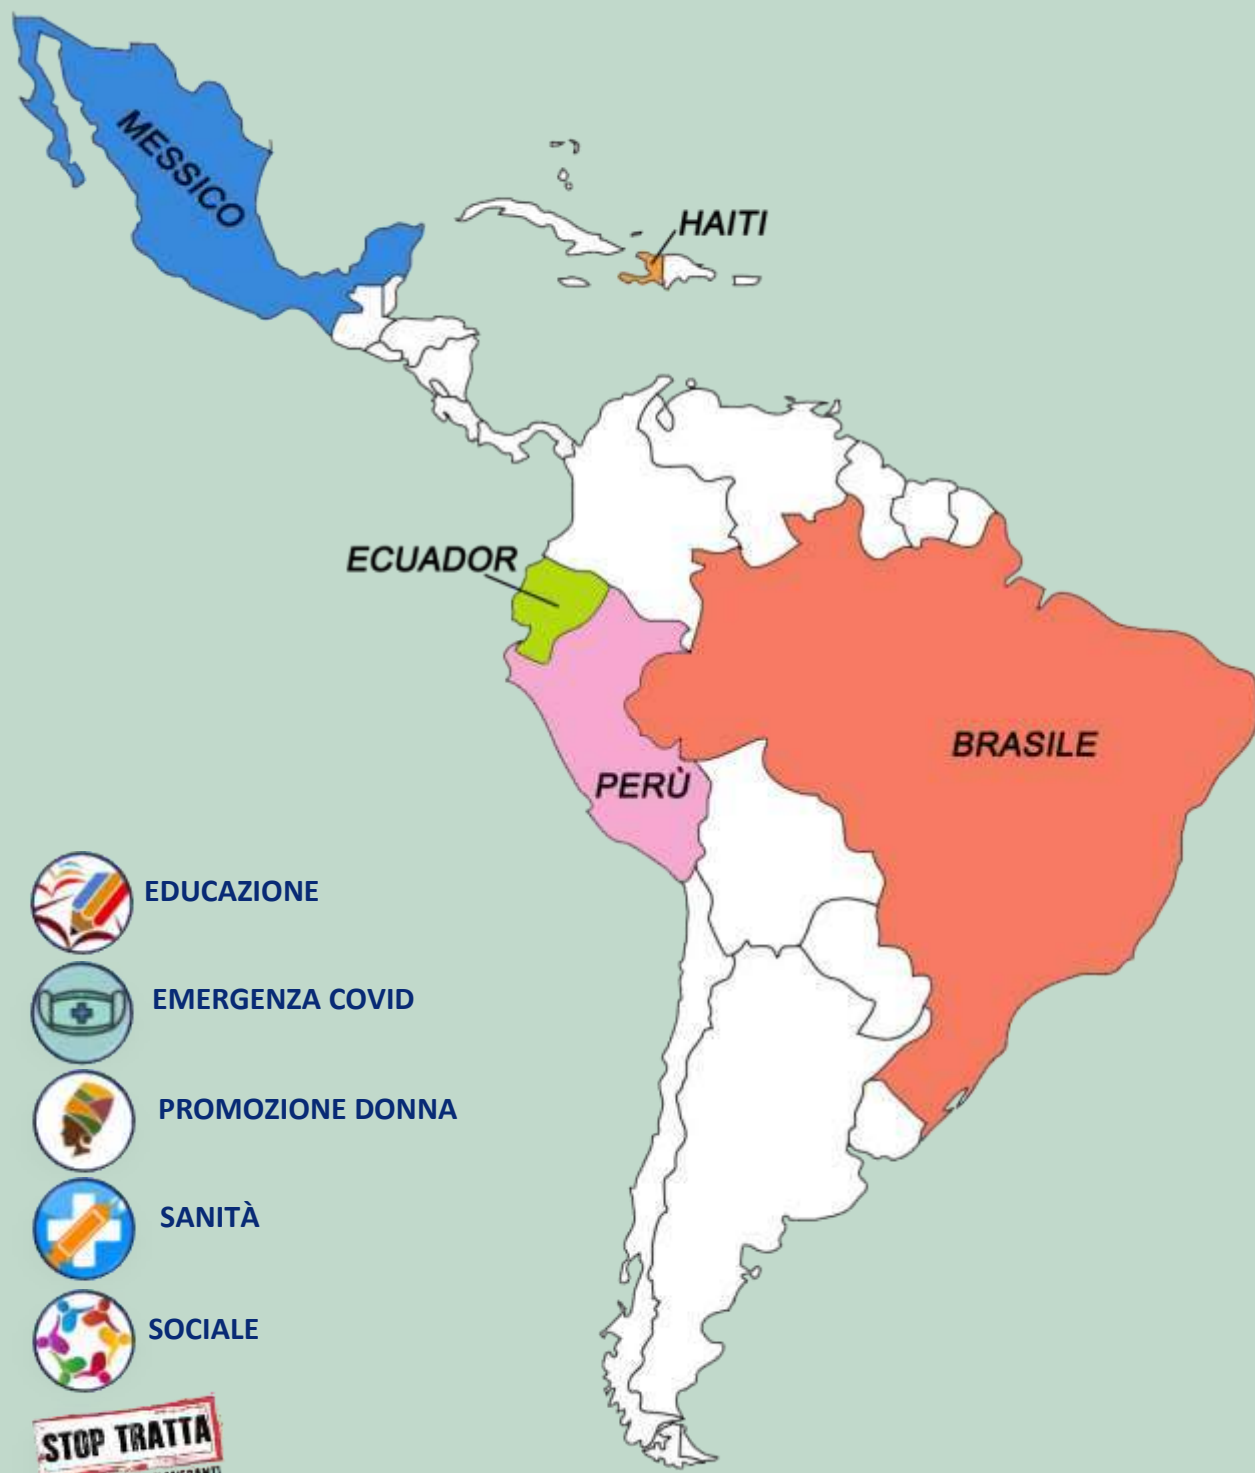 MESSICO
HAITI
ECUADOR
BRASILE
PERÙ
EDUCAZIONE
EMERGENZA COVID
PROMOZIONE DONNA
SANITÀ
SOCIALE
STOP TRATTA